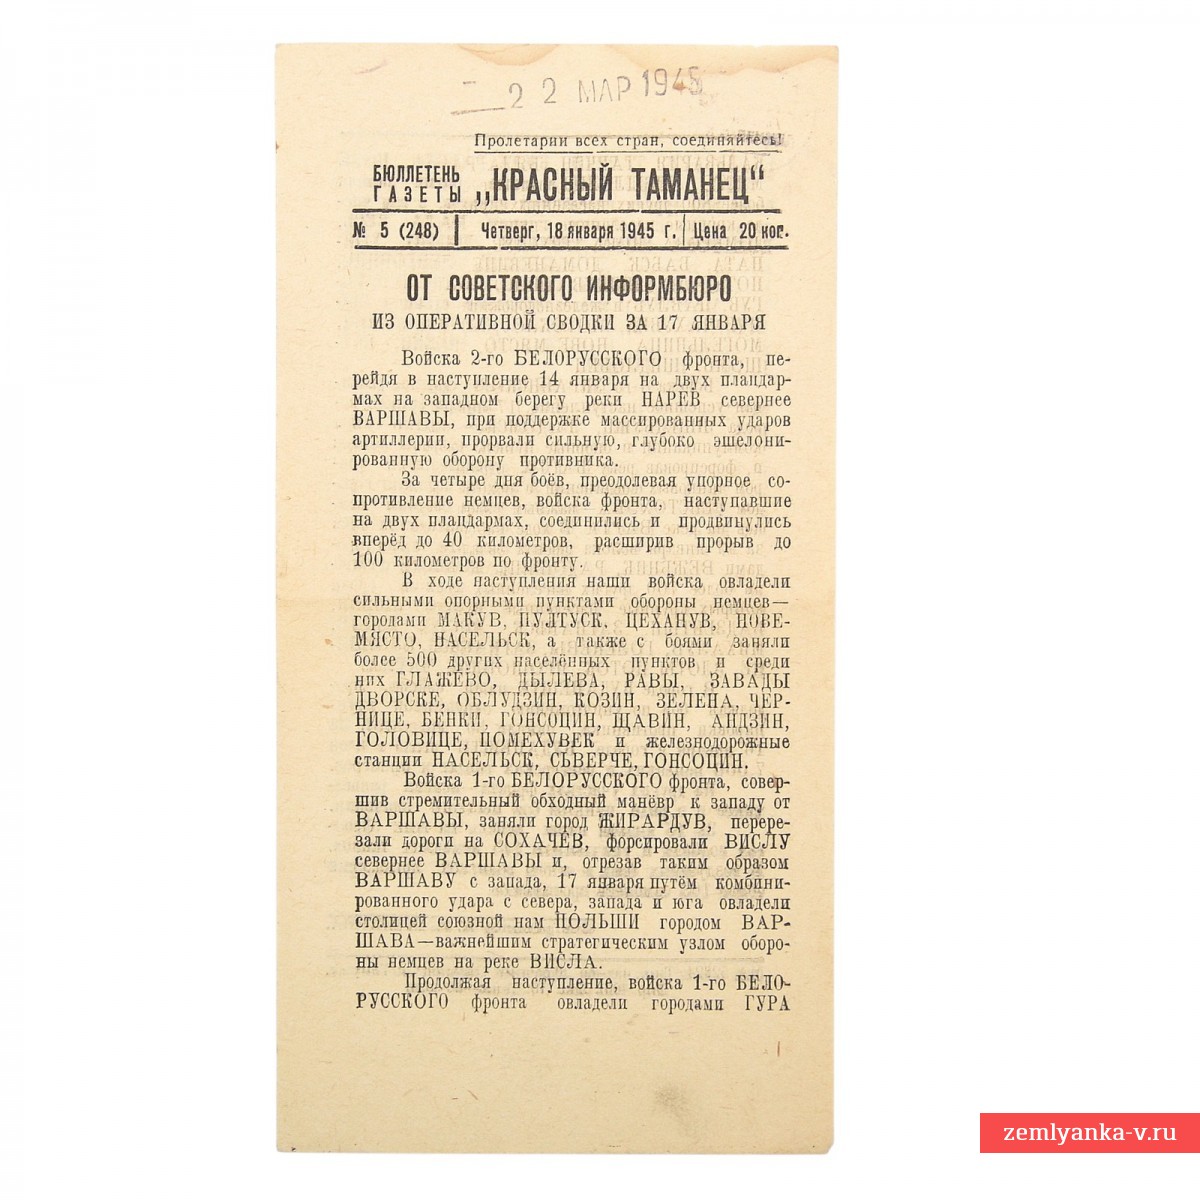 22 МАР 1945
Пролетарии всех стран, соединяйтесь!
БЮЛЛЕТЕНЬ
ГАЗЕТЫ
„КРАСНЫЙ ТАМАНЕЦ“
№ 5 (248)
Четверг, 18 января 1945 г.
Цена 20 коп.
ОТ СОВЕТСКОГО ИНФОРМБЮРО
ИЗ ОПЕРАТИВНОЙ СВОДКИ ЗА 17 ЯНВАРЯ
Войска 2-го БЕЛОРУССКОГО фронта, пе-
рейдя в наступление 14 января на двух плацдар-
мах на западном берегу реки НАРЕВ севернее
ВАРШАВЫ, при поддержке массированных ударов
артиллерии, прорвали сильную, глубоко эшелони-
рованную оборону противника.
За четыре дня боёв, преодолевая упорное со-
противление немцев, войска фронта, наступавшие
на двух плацдармах, соединились и продвинулись
вперёд до 40 километров, расширив прорыв до
100 километров по фронту.
В ходе наступления наши войска овладели
сильными опорными пунктами обороны немцев—
городами МАКУВ, ПУЛТУСК, ЦЕХАНУВ, НОВЕ-
МЯСТО, НАСЕЛЬСК, а также с боями заняли
более 500 других населённых пунктов и среди
них ГЛАЖЕВО, ДЫЛЕВА, РАВЫ, ЗАВАДЫ
ДВОРСКЕ, ОБЛУДЗИН, КОЗИН, ЗЕЛЕНА, ЧЕР-
НИЦЕ, БЕНКИ, ГОНСОЦИН, ЩАВИН, АНДЗИН,
ГОЛОВИЦЕ, ПОМЕХУВЕК и железнодорожные
станции НАСЕЛЬСК, СЬВЕРЧЕ, ГОНСОЦИН.
Войска 1-го БЕЛОРУССКОГО фронта, совер-
шив стремительный обходный манёвр к западу от
ВАРШАВЫ, заняли город ЖИРАРДУВ, перере-
зали дороги на СОХАЧЕВ, форсировали ВИСЛУ
севернее ВАРШАВЫ и, отрезав таким образом
ВАРШАВУ с запада, 17 января путём комбини-
рованного удара с севера, запада и юга овладели
столицей союзной нам ПОЛЬШИ городом ВАР-
ШАВА—важнейшим стратегическим узлом оборо-
ны немцев на реке ВИСЛА.
Продолжая наступление, войска 1-го БЕЛО-
РУССКОГО фронта овладели городами ГУРА
zemlyanka-v.ru